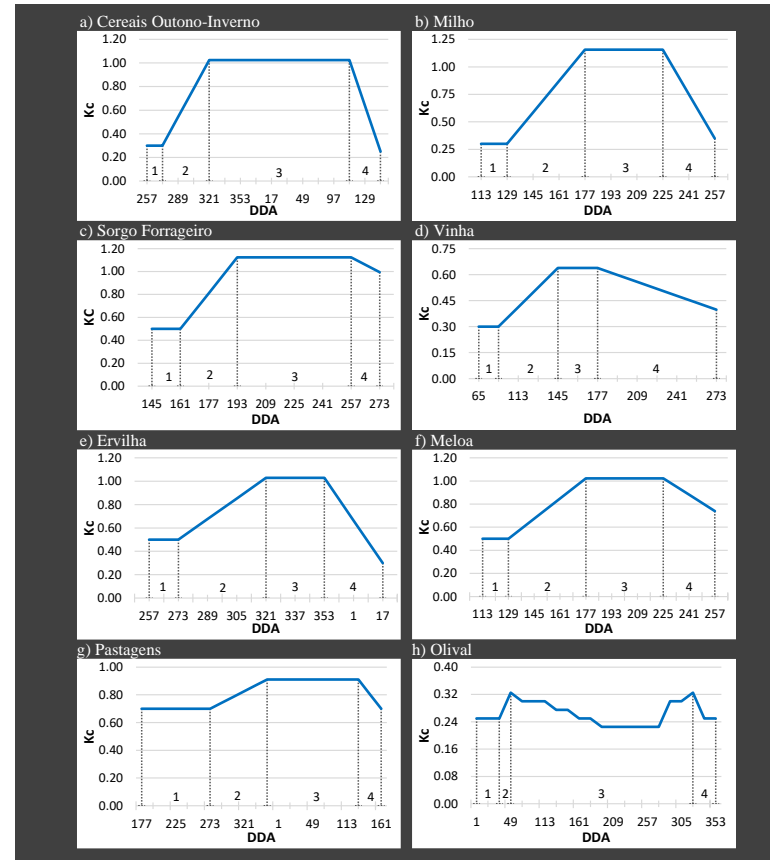 a) Cereais Outono-Inverno
1.20
1.00
0.80
0.60
0.40
0.20
0.00
Kc
1 2 3 4
257 289 321 353 17 49 97 129
DDA
b) Milho
1.25
1.00
0.75
0.50
0.25
0.00
Kc
1 2 3 4
113 129 145 161 177 193 209 225 241 257
DDA
c) Sorgo Forrageiro
1.20
1.00
0.80
0.60
0.40
0.20
0.00
KC
1 2 3 4
145 161 177 193 209 225 241 257 273
DDA
d) Vinha
0.75
0.60
0.45
0.30
0.15
0.00
Kc
1 2 3 4
65 113 145 177 209 241 273
DDA
e) Ervilha
1.20
1.00
0.80
0.60
0.40
0.20
0.00
Kc
1 2 3 4
257 273 289 305 321 337 353 1 17
DDA
f) Meloa
1.20
1.00
0.80
0.60
0.40
0.20
0.00
Kc
1 2 3 4
113 129 145 161 177 193 209 225 241 257
DDA
g) Pastagens
1.00
0.80
0.60
0.40
0.20
0.00
Kc
1 2 3 4
177 225 273 321 1 49 113 161
DDA
h) Olival
0.40
0.32
0.24
0.16
0.08
0.00
Kc
1 2 3 4
1 49 113 161 209 257 305 353
DDA